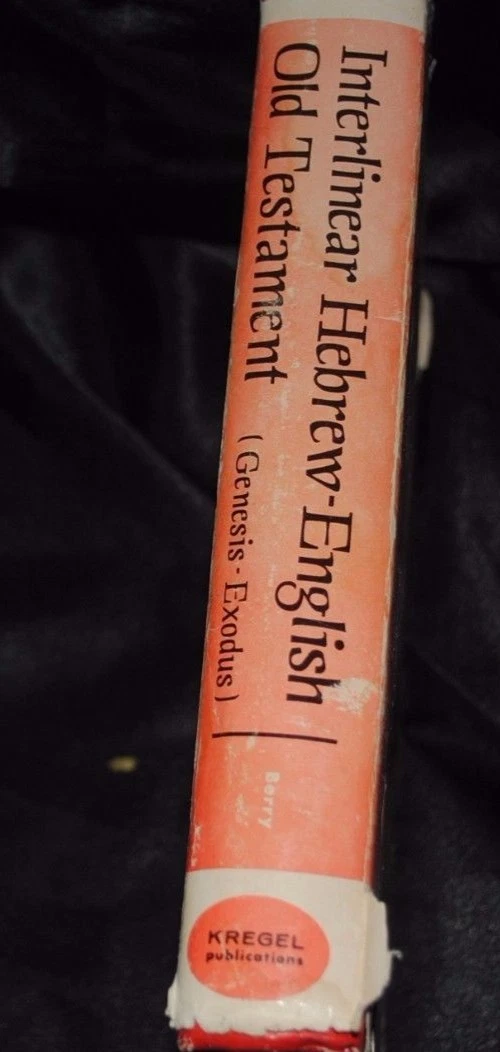 Interlinear Hebrew-English
Old Testament (Genesis - Exodus)
Berry
KREGEL
publications